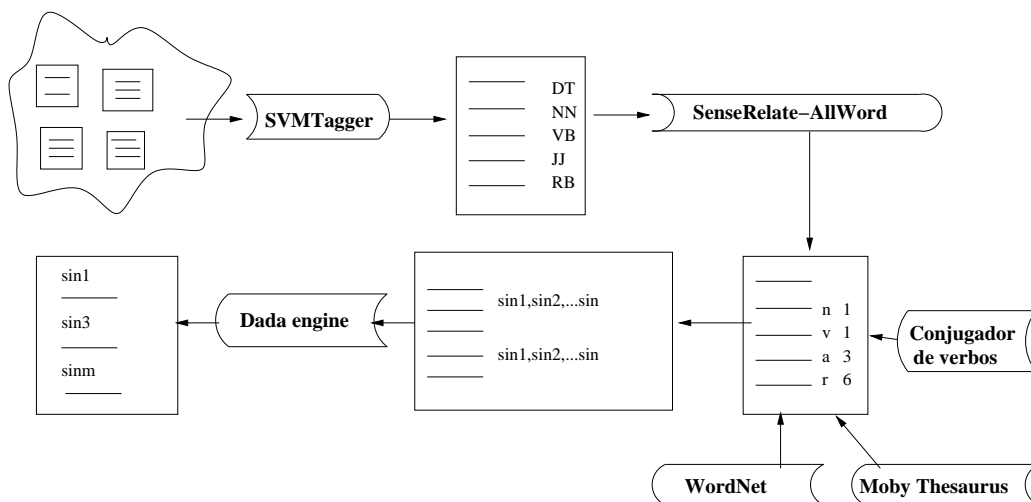 SVMTagger
DT
NN
VB
JJ
RB
SenseRelate−AllWord
sin1
sin3
sinm
Dada engine
sin1,sin2,...sin
sin1,sin2,...sin
n 1
v 1
a 3
r 6
Conjugador
de verbos
WordNet
Moby Thesaurus